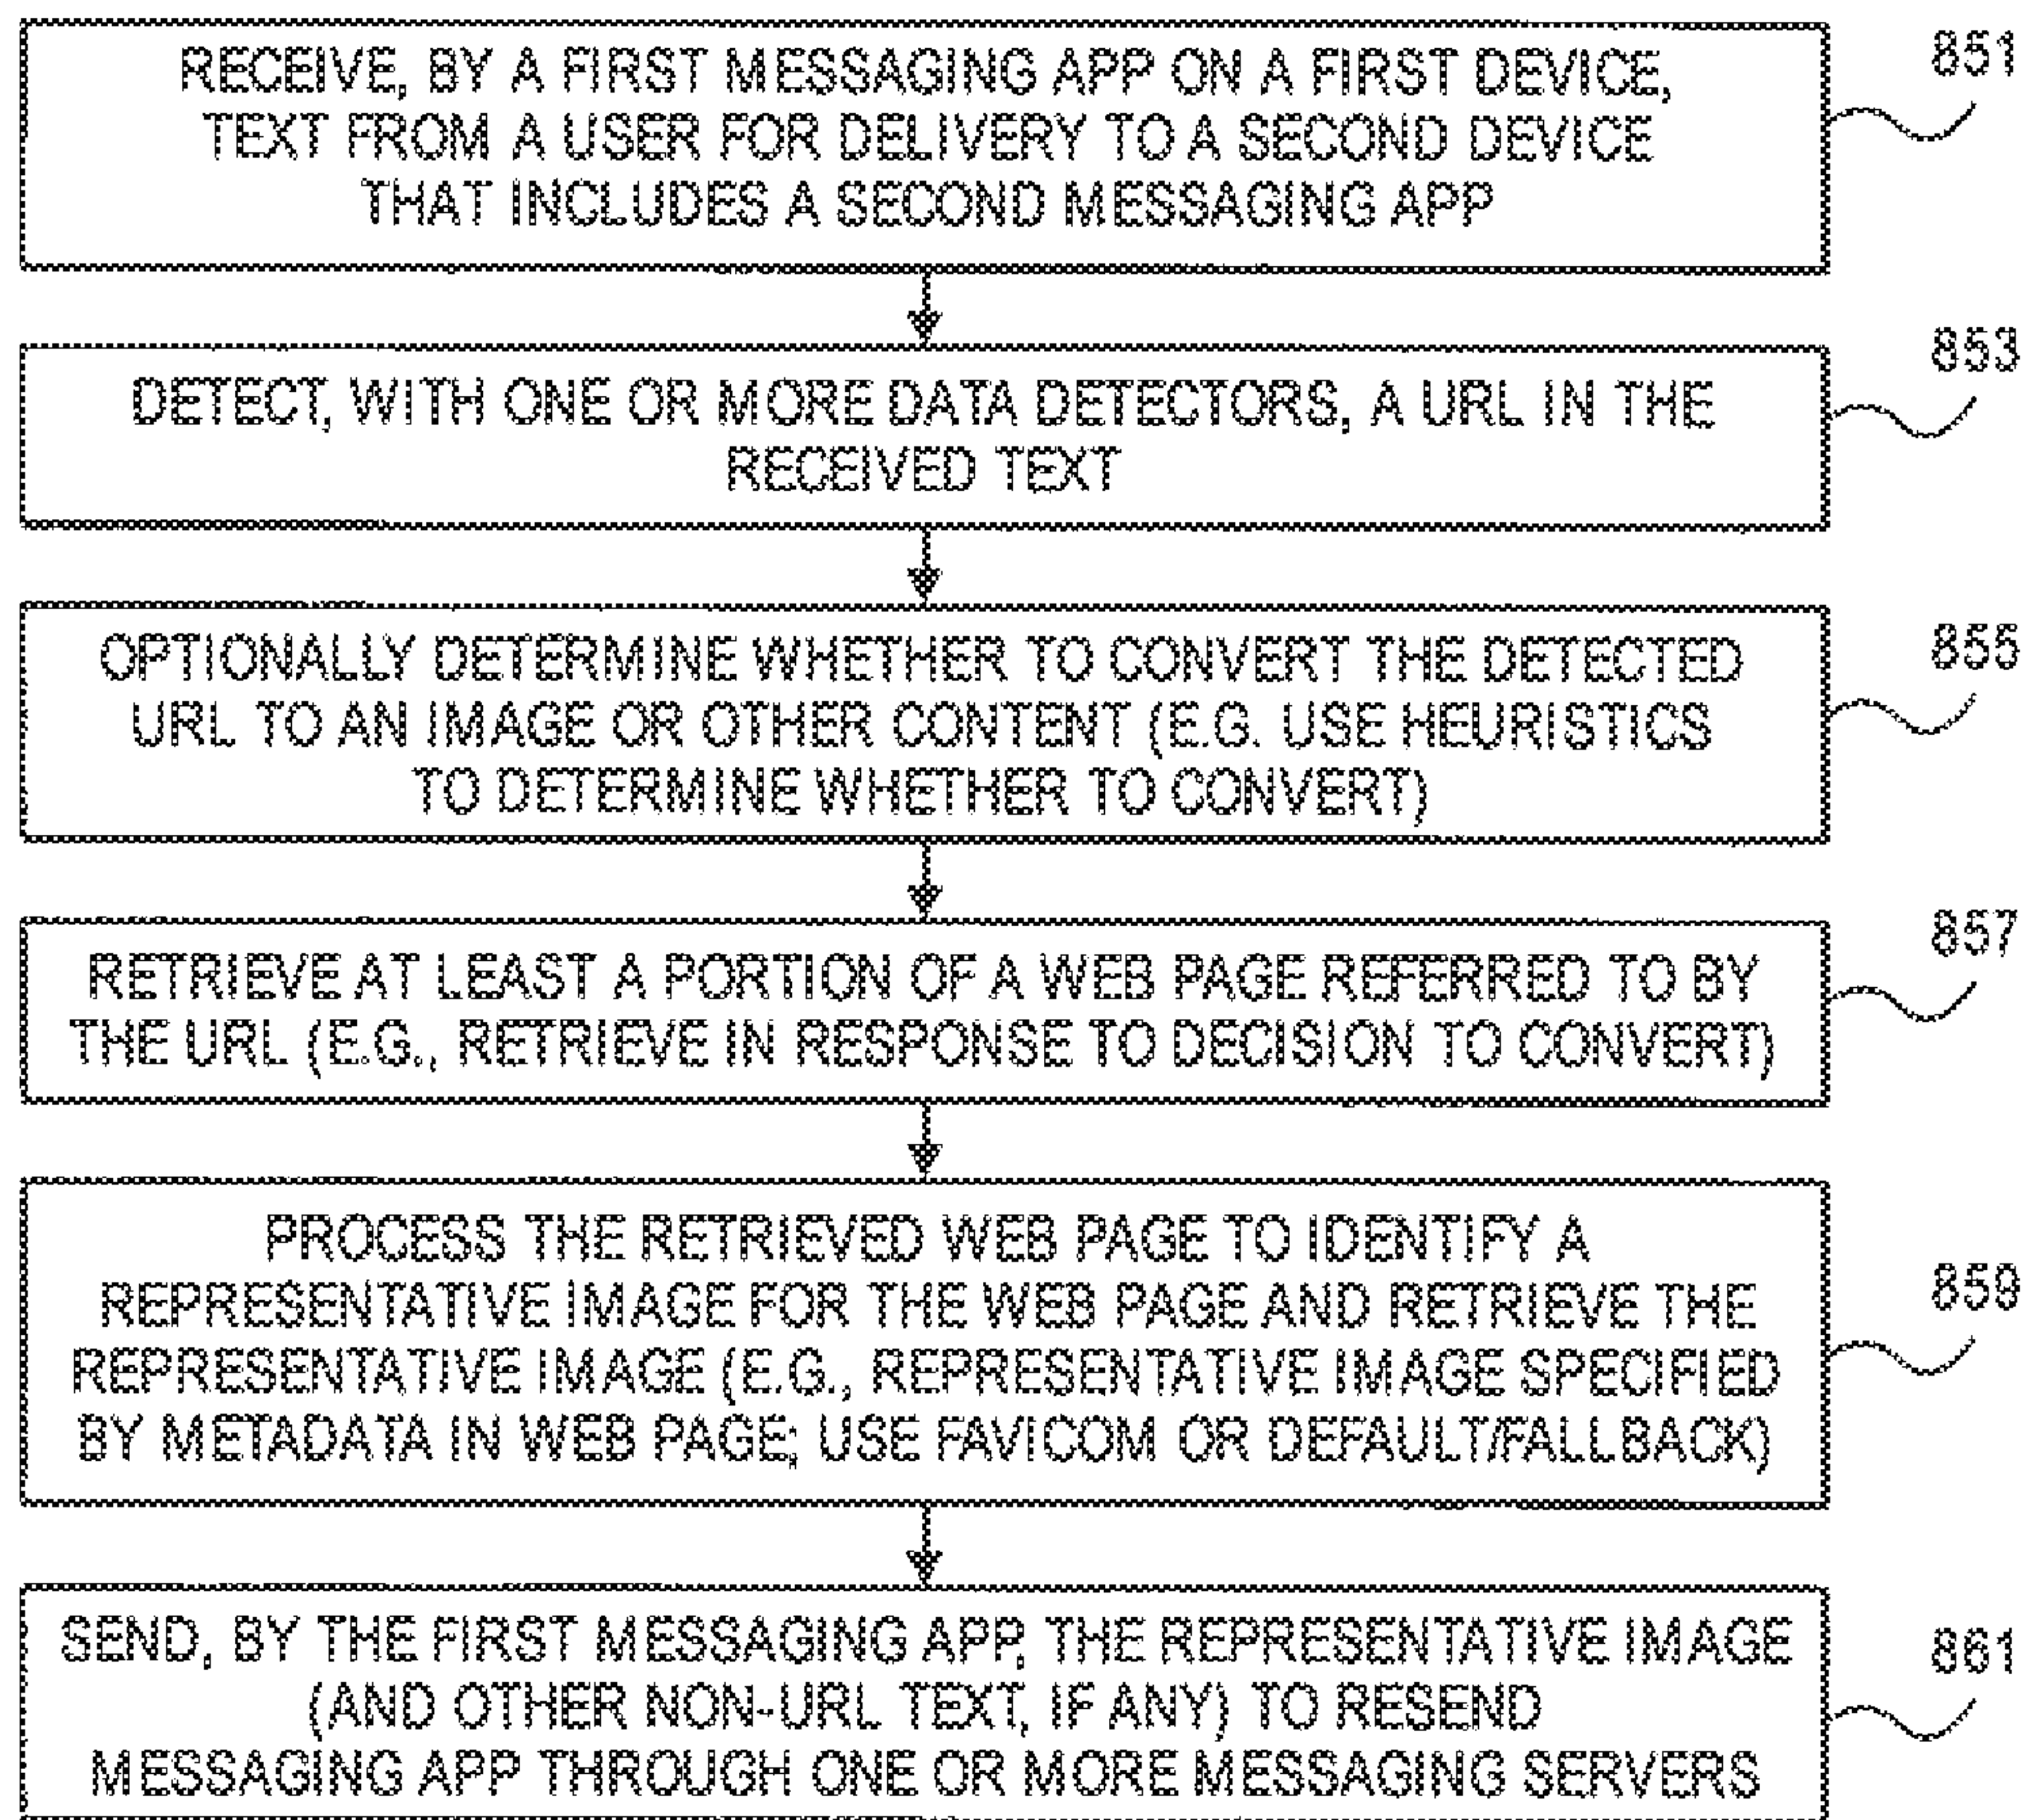 RECEIVE, BY A FIRST MESSAGING APP ON A FIRST DEVICE,
TEXT FROM A USER FOR DELIVERY TO A SECOND DEVICE
THAT INCLUDES A SECOND MESSAGING APP
851
DETECT, WITH ONE OR MORE DATA DETECTORS, A URL IN THE
RECEIVED TEXT
853
OPTIONALLY DETERMINE WHETHER TO CONVERT THE DETECTED
URL TO AN IMAGE OR OTHER CONTENT (E.G. USE HEURISTICS
TO DETERMINE WHETHER TO CONVERT)
855
RETRIEVE AT LEAST A PORTION OF A WEB PAGE REFERRED TO BY
THE URL (E.G., RETRIEVE IN RESPONSE TO DECISION TO CONVERT)
857
PROCESS THE RETRIEVED WEB PAGE TO IDENTIFY A
REPRESENTATIVE IMAGE FOR THE WEB PAGE AND RETRIEVE THE
REPRESENTATIVE IMAGE (E.G., REPRESENTATIVE IMAGE SPECIFIED
BY METADATA IN WEB PAGE; USE FAVICOM OR DEFAULT/FALLBACK)
859
SEND, BY THE FIRST MESSAGING APP, THE REPRESENTATIVE IMAGE
(AND OTHER NON-URL TEXT, IF ANY) TO RESEND
MESSAGING APP THROUGH ONE OR MORE MESSAGING SERVERS
861